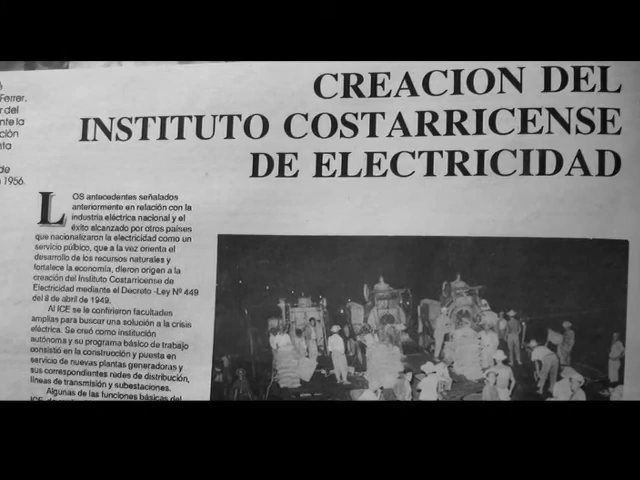 Ferrer,
r del
nte la
ción
nta
de
1956.
CREACION DEL
INSTITUTO COSTARRICENSE
DE ELECTRICIDAD
LOS antecedentes señalados
anteriormente en relación con la
industria eléctrica nacional y el
éxito alcanzado por otros países
que nacionalizaron la electricidad como un
servicio púlbico, que a la vez orienta el
desarrollo de los recursos naturales y
fortalece la economía, dieron origen a la
creación del Instituto Costarricense de
Electricidad mediante el Decreto -Ley Nº 449
del 8 de abril de 1949.
Al ICE se le confirieron facultades
amplias para buscar una solución a la crisis
eléctrica. Se creó como institución
autónoma y su programa básico de trabajo
consistió en la construcción y puesta en
servicio de nuevas plantas generadoras y
sus correspondientes redes de distribución,
líneas de transmisión y subestaciones.
Algunas de las funciones básicas del